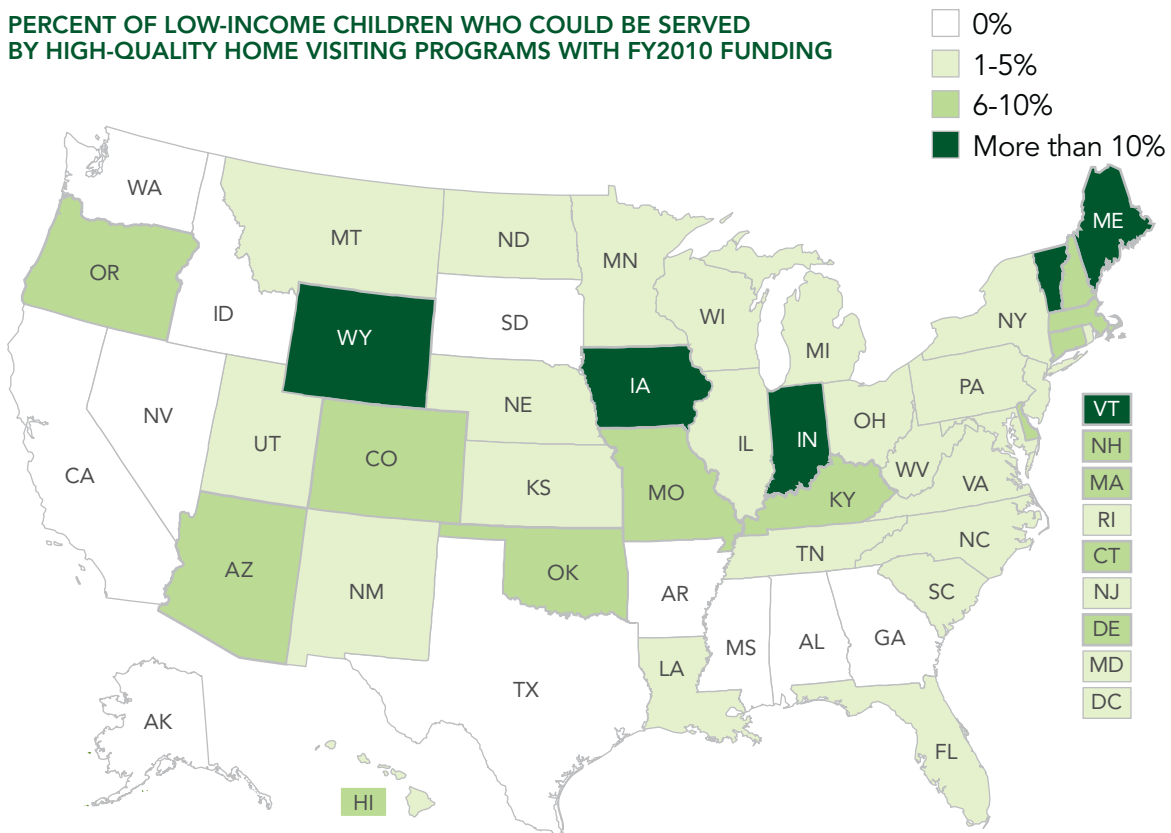 PERCENT OF LOW-INCOME CHILDREN WHO COULD BE SERVED
BY HIGH-QUALITY HOME VISITING PROGRAMS WITH FY2010 FUNDING
0%
1-5%
6-10%
More than 10%
WA
MT
ND
MN
ME
OR
ID
WY
SD
WI
MI
NY
NV
UT
CO
NE
IA
IL
IN
OH
PA
CA
KS
MO
KY
WV
VA
VT
NH
MA
RI
CT
NJ
DE
MD
DC
AZ
NM
OK
AR
TN
NC
SC
TX
LA
MS
AL
GA
FL
AK
HI